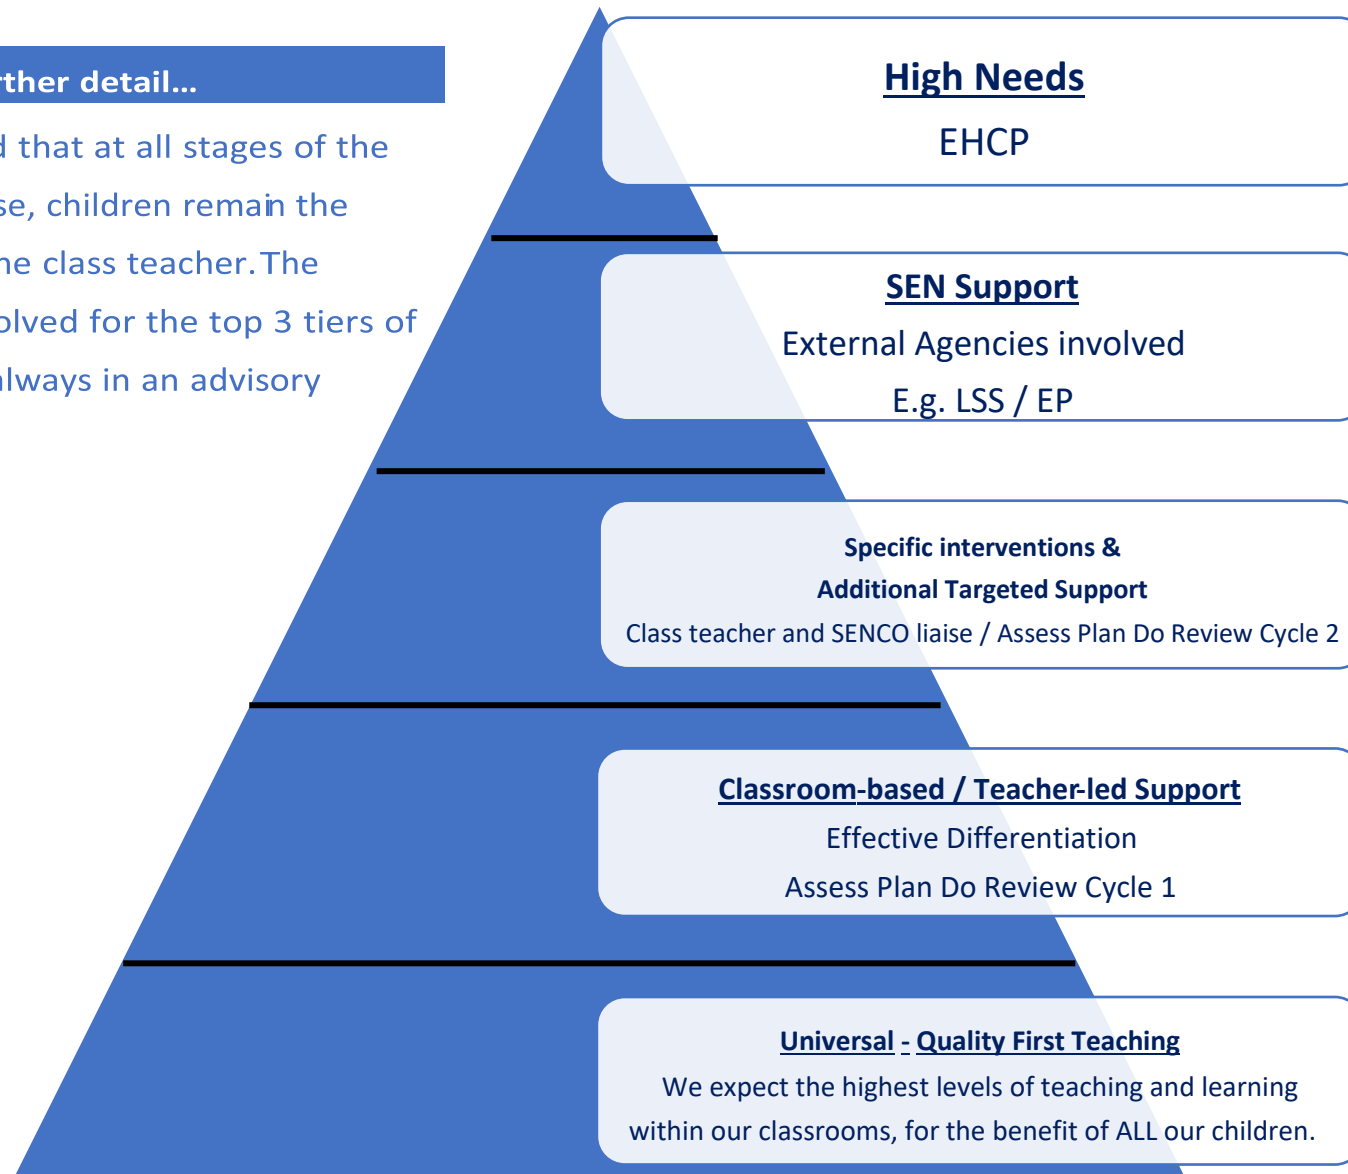 rther detail...
d that at all stages of the
se, children remain the
he class teacher. The
olved for the top 3 tiers of
always in an advisory
High Needs
EHCP
SEN Support
External Agencies involved
E.g. LSS / EP
Specific interventions &
Additional Targeted Support
Class teacher and SENCO liaise / Assess Plan Do Review Cycle 2
Classroom-based / Teacher-led Support
Effective Differentiation
Assess Plan Do Review Cycle 1
Universal - Quality First Teaching
We expect the highest levels of teaching and learning
within our classrooms, for the benefit of ALL our children.